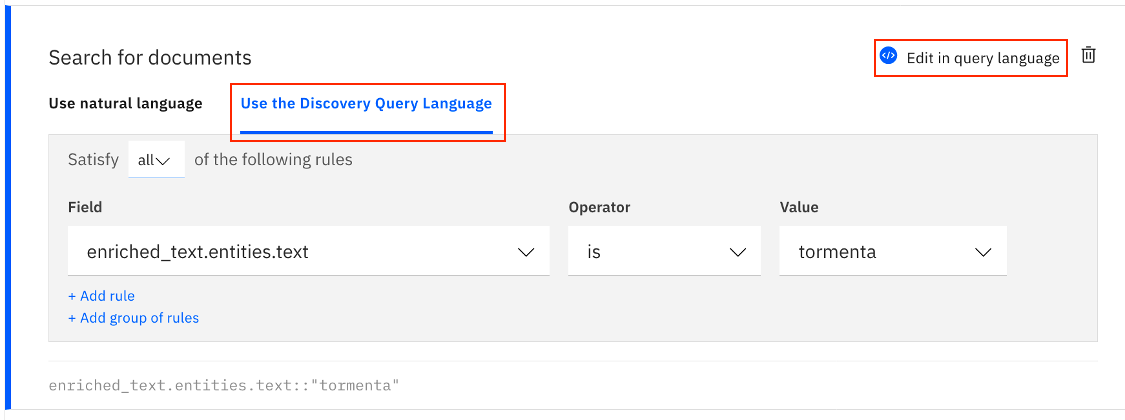 Search for documents
Edit in query language
Use natural language
Use the Discovery Query Language
Satisfy all of the following rules
Field Operator Value
enriched_text.entities.text is tormenta
+ Add rule
+ Add group of rules
enriched_text.entities.text::"tormenta"